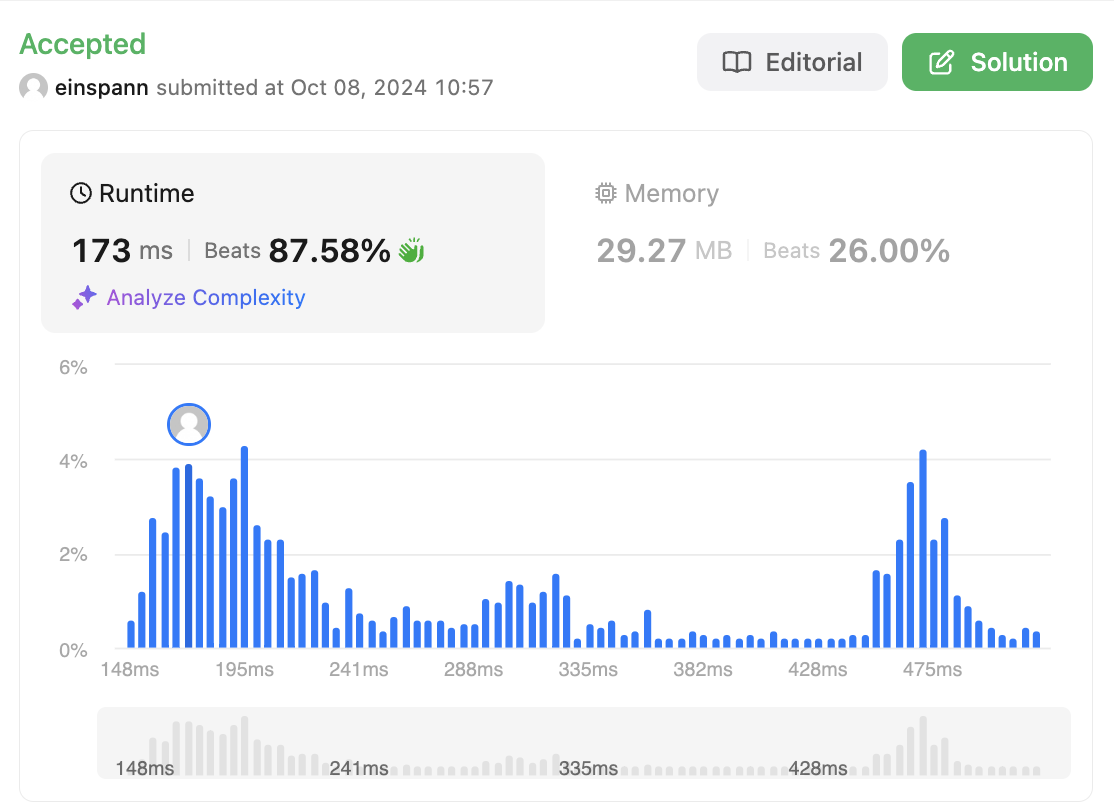 Accepted
einspann submitted at Oct 08, 2024 10:57
Editorial
Solution
Runtime
173 ms
Beats 87.58%
Analyze Complexity
Memory
29.27 MB
Beats 26.00%
6%
4%
2%
0%
148ms 195ms 241ms 288ms 335ms 382ms 428ms 475ms
148ms 241ms 335ms 428ms